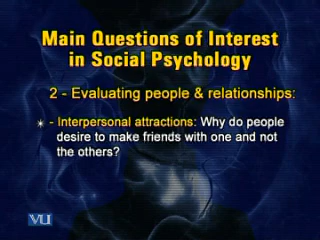 Main Questions of Interest
in Social Psychology
2 - Evaluating people & relationships:
- Interpersonal attractions: Why do people
desire to make friends with one and not
the others?
VU